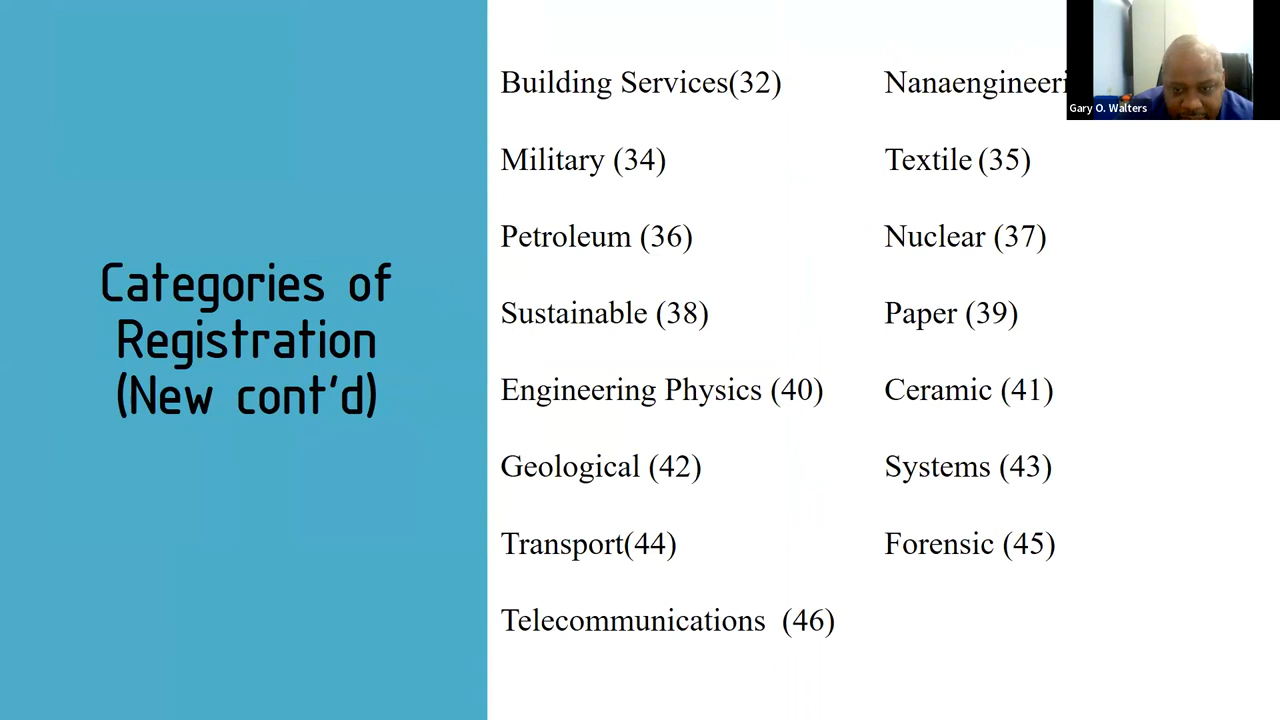 Categories of
Registration
(New cont'd)
Building Services(32)
Military (34)
Textile (35)
Petroleum (36)
Nuclear (37)
Sustainable (38)
Paper (39)
Engineering Physics (40)
Ceramic (41)
Geological (42)
Systems (43)
Transport(44)
Forensic (45)
Telecommunications (46)
Gary O. Walters